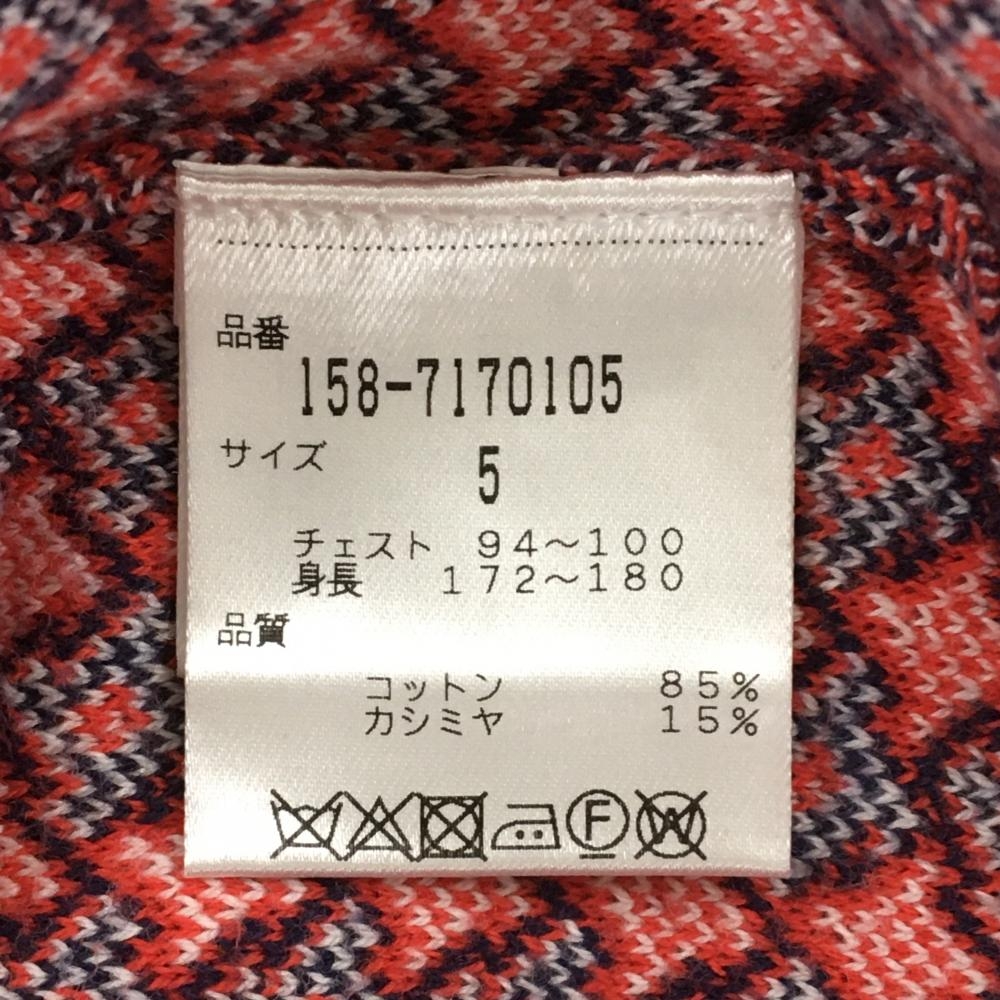 品番
158-7170105
サイズ
5
チェスト 94～100
身長 172～180
品質
コットン 85%
カシミヤ 15%
F W